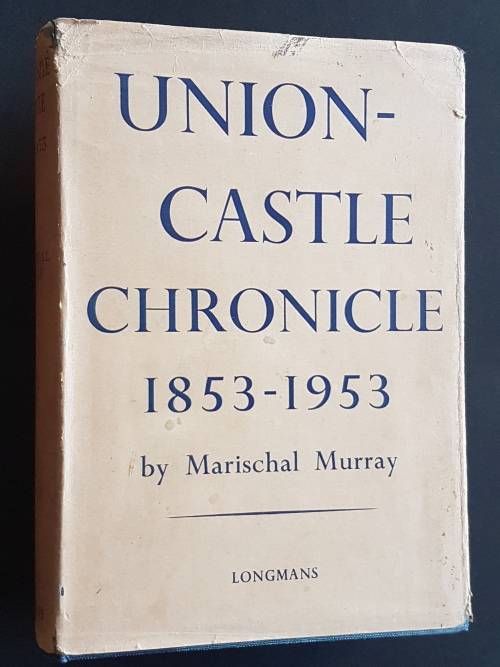 UNION-
CASTLE
CHRONICLE
1853-1953
by Marischal Murray
LONGMANS